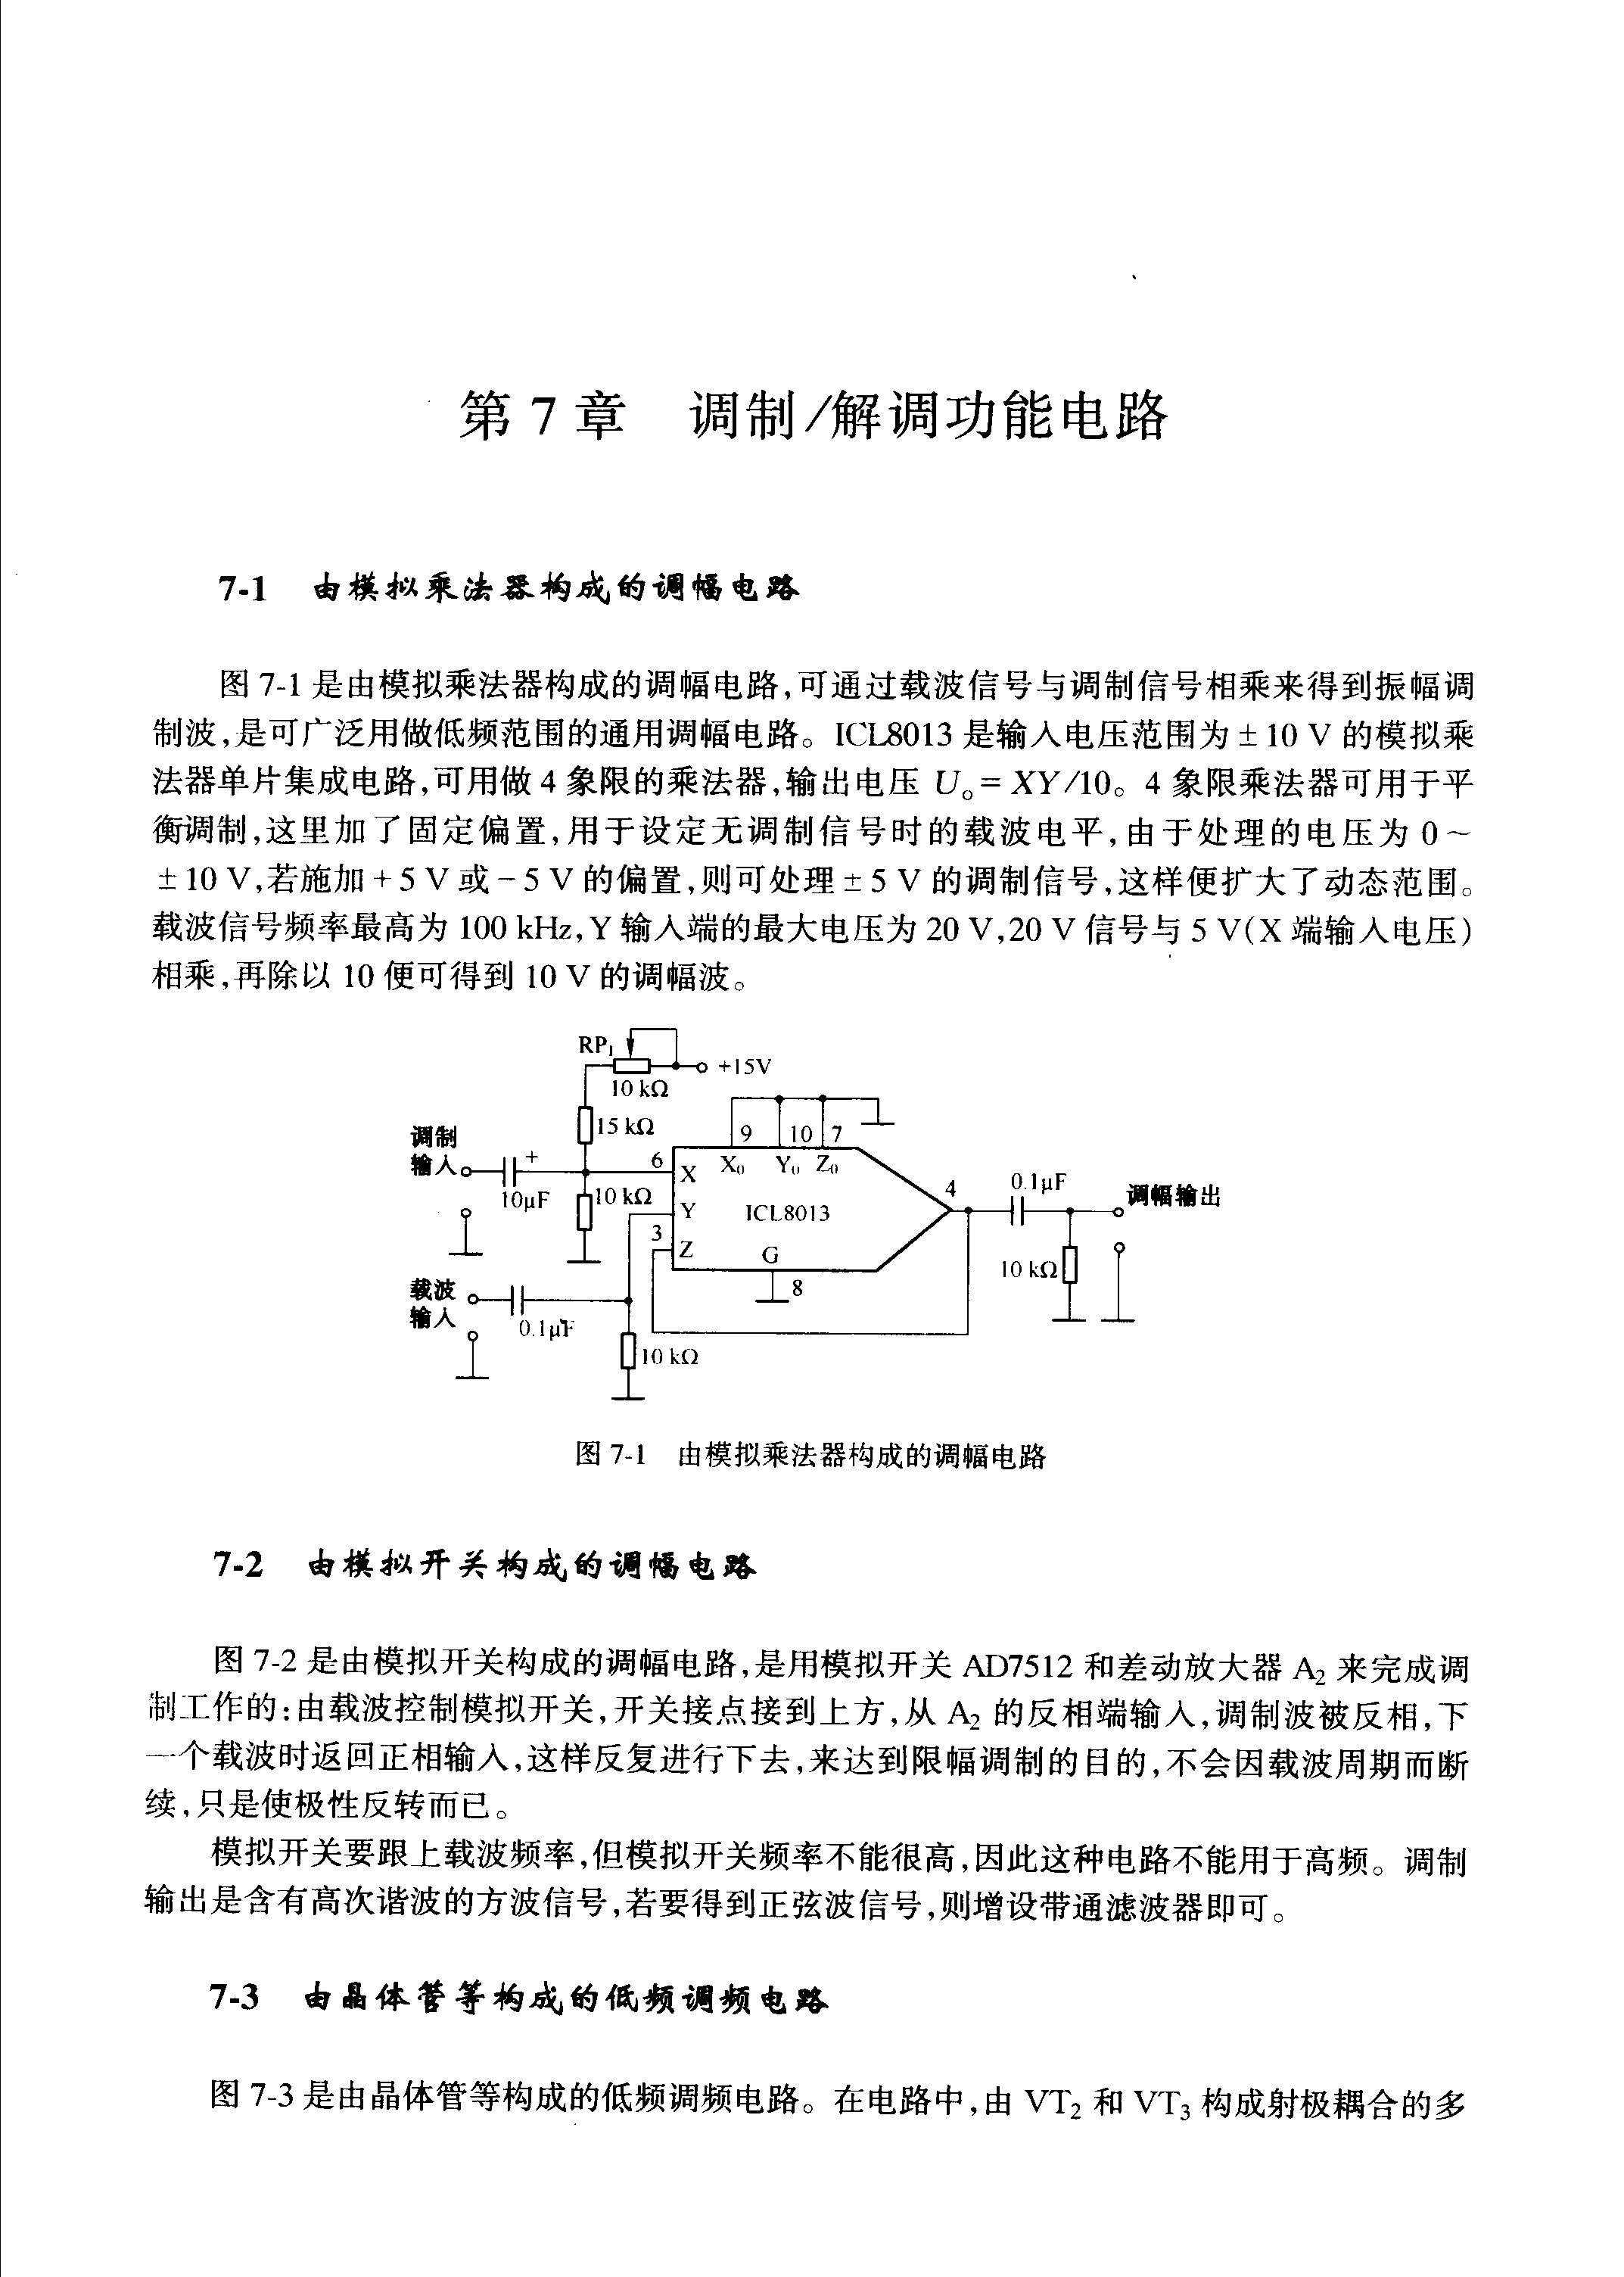 第 7 章 调制/解调功能电路
7-1 由模拟乘法器构成的调幅电路
图 7-1 是由模拟乘法器构成的调幅电路,可通过载波信号与调制信号相乘来得到振幅调
制波,是可广泛用做低频范围的通用调幅电路。ICL8013 是输入电压范围为 ± 10 V 的模拟乘
法器单片集成电路,可用做 4 象限的乘法器,输出电压 Uₒ = XY/10。4 象限乘法器可用于平
衡调制,这里加了固定偏置,用于设定无调制信号时的载波电平,由于处理的电压为 0 ~
± 10 V,若施加 + 5 V 或 - 5 V 的偏置,则可处理 ± 5 V 的调制信号,这样便扩大了动态范围。
载波信号频率最高为 100 kHz, Y 输入端的最大电压为 20 V,20 V 信号与 5 V(X 端输入电压)
相乘,再除以 10 便可得到 10 V 的调幅波。
RP₁
+15V
10 kΩ
15 kΩ
调制
输入
+
10μF
10 kΩ
6
9
10
7
X
X₀
Y₀
Z₀
Y
ICL8013
3
Z
G
8
4
0.1μF
调幅输出
10 kΩ
载波
输入
0.1μF
10 kΩ
图 7-1 由模拟乘法器构成的调幅电路
7-2 由模拟开关构成的调幅电路
图 7-2 是由模拟开关构成的调幅电路,是用模拟开关 AD7512 和差动放大器 A₂ 来完成调
制工作的:由载波控制模拟开关,开关接点接到上方,从 A₂ 的反相端输入,调制波被反相,下
一个载波时返回正相输入,这样反复进行下去,来达到限幅调制的目的,不会因载波周期而断
续,只是使极性反转而已。
模拟开关要跟上载波频率,但模拟开关频率不能很高,因此这种电路不能用于高频。调制
输出是含有高次谐波的方波信号,若要得到正弦波信号,则增设带通滤波器即可。
7-3 由晶体管等构成的低频调频电路
图 7-3 是由晶体管等构成的低频调频电路。在电路中,由 VT₂ 和 VT₃ 构成射极耦合的多